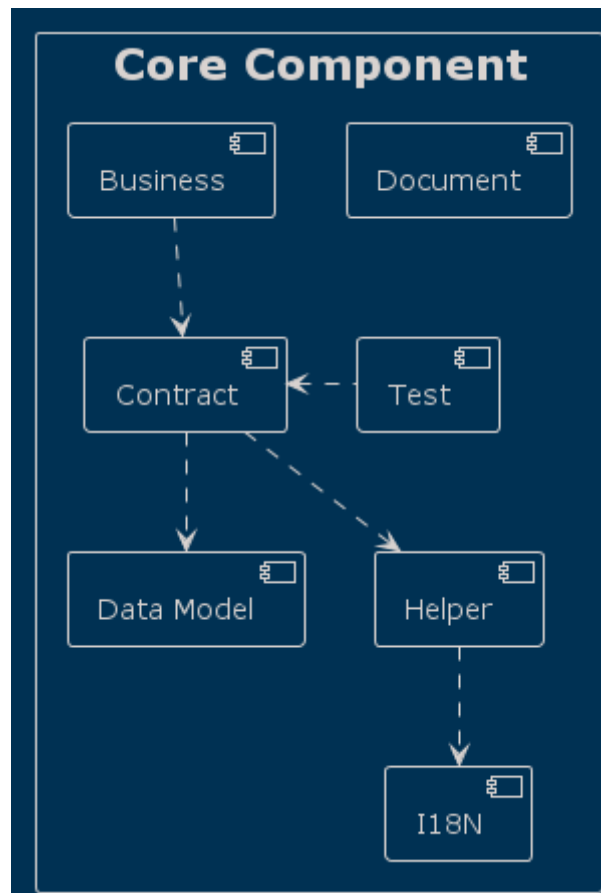 Core Component
Business
Document
Contract
Test
Data Model
Helper
I18N